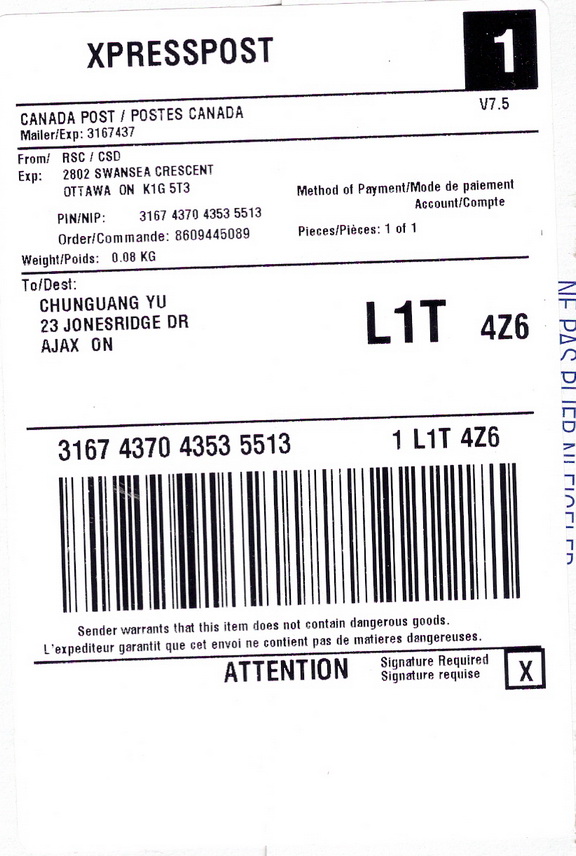 XPRESSPOST
1
CANADA POST / POSTES CANADA
V7.5
Mailer/Exp: 3167437
From/ RSC / CSD
Exp: 2802 SWANSEA CRESCENT
OTTAWA ON K1G 5T3
Method of Payment/Mode de paiement
Account/Compte
PIN/NIP: 3167 4370 4353 5513
Order/Commande: 8609445089
Pieces/Pièces: 1 of 1
Weight/Poids: 0.08 KG
To/Dest:
CHUNGUANG YU
23 JONESRIDGE DR
AJAX ON
L1T 4Z6
3167 4370 4353 5513
1 L1T 4Z6
Sender warrants that this item does not contain dangerous goods.
L'expediteur garantit que cet envoi ne contient pas de matieres dangereuses.
ATTENTION
Signature Required
Signature requise
X
NE PAS PLIER NI